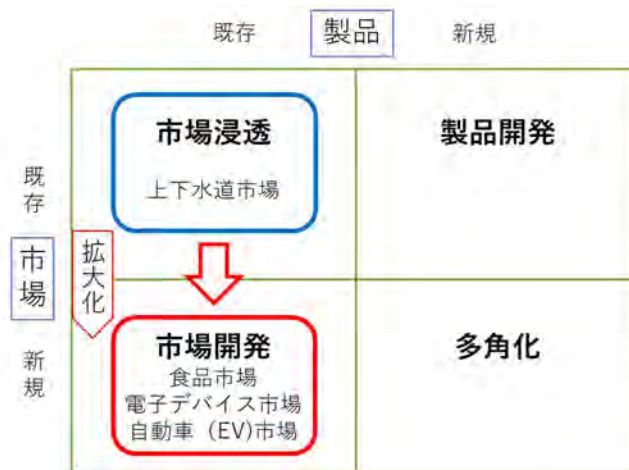 既存 製品 新規
市場浸透
上下水道市場
製品開発
既存
市場
新規
拡大化
市場開発
食品市場
電子デバイス市場
自動車（EV)市場
多角化